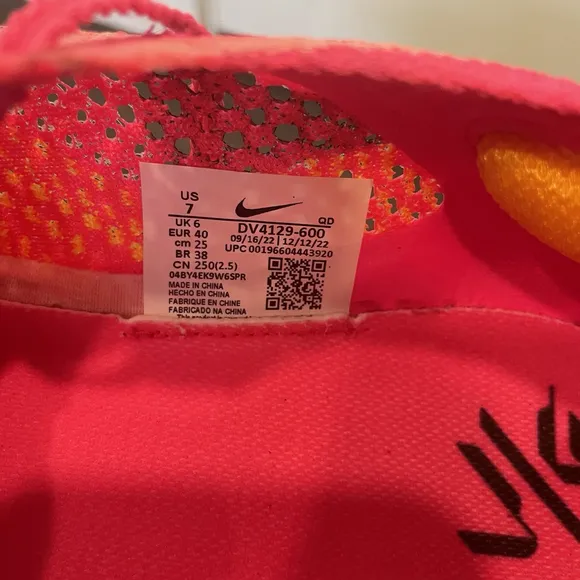 US
7
UK 6
EUR 40
cm 25
BR 38
CN 250(2.5)
04BY4EK9W6SPR
MADE IN CHINA
HECHO EN CHINA
FABRIQUE EN CHINE
FABRICADO NA CHINA
QD
DV4129-600
09/16/22 | 12/12/22
UPC 00196604443920